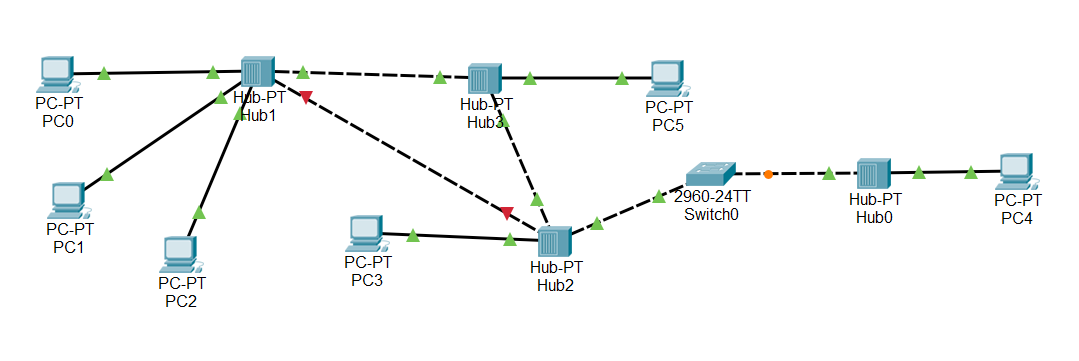 PC-PT
PC0
Hub-PT
Hub1
Hub-PT
Hub3
PC-PT
PC5
PC-PT
PC1
PC-PT
PC2
PC-PT
PC3
Hub-PT
Hub2
2960-24TT
Switch0
Hub-PT
Hub0
PC-PT
PC4